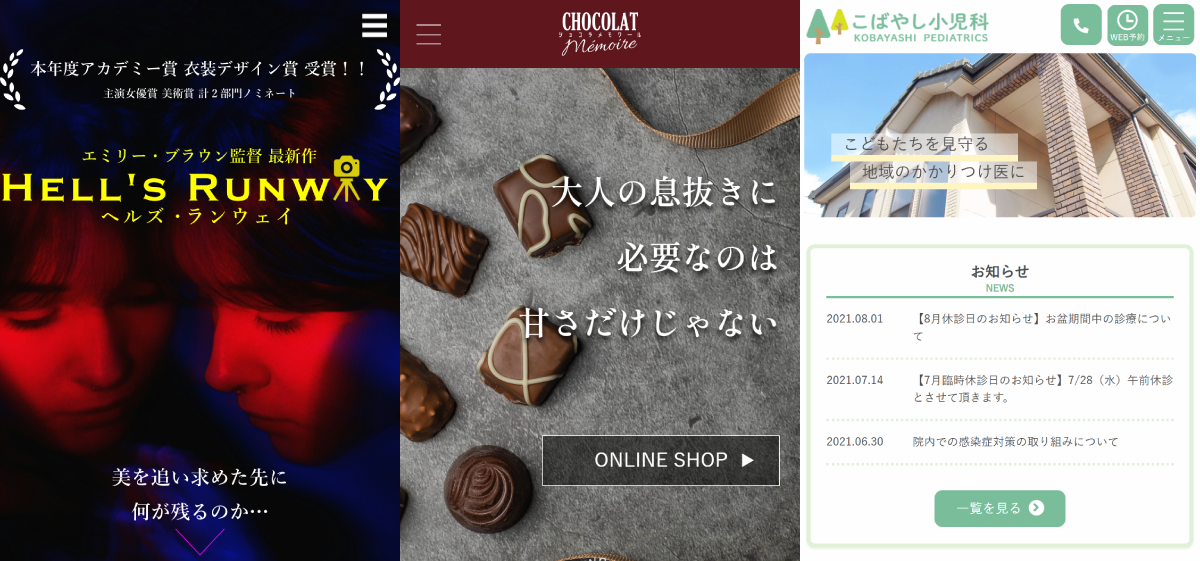 本年度アカデミー賞 衣装デザイン賞 受賞！！
主演女優賞 美術賞 計２部門ノミネート
エミリー・ブラウン監督 最新作
HELL'S RUNWAY
ヘルズ・ランウェイ
美を追い求めた先に
何が残るのか…
CHOCOLAT
ショコラメモワール
Mémoire
大人の息抜きに
必要なのは
甘さだけじゃない
ONLINE SHOP
こばやし小児科
KOBAYASHI PEDIATRICS
WEB予約
メニュー
こどもたちを見守る
地域のかかりつけ医に
お知らせ
NEWS
2021.08.01 【8月休診日のお知らせ】お盆期間中の診療につい
て
2021.07.14 【7月臨時休診日のお知らせ】7/28（水）午前休診
とさせて頂きます。
2021.06.30 院内での感染症対策の取り組みについて
一覧を見る